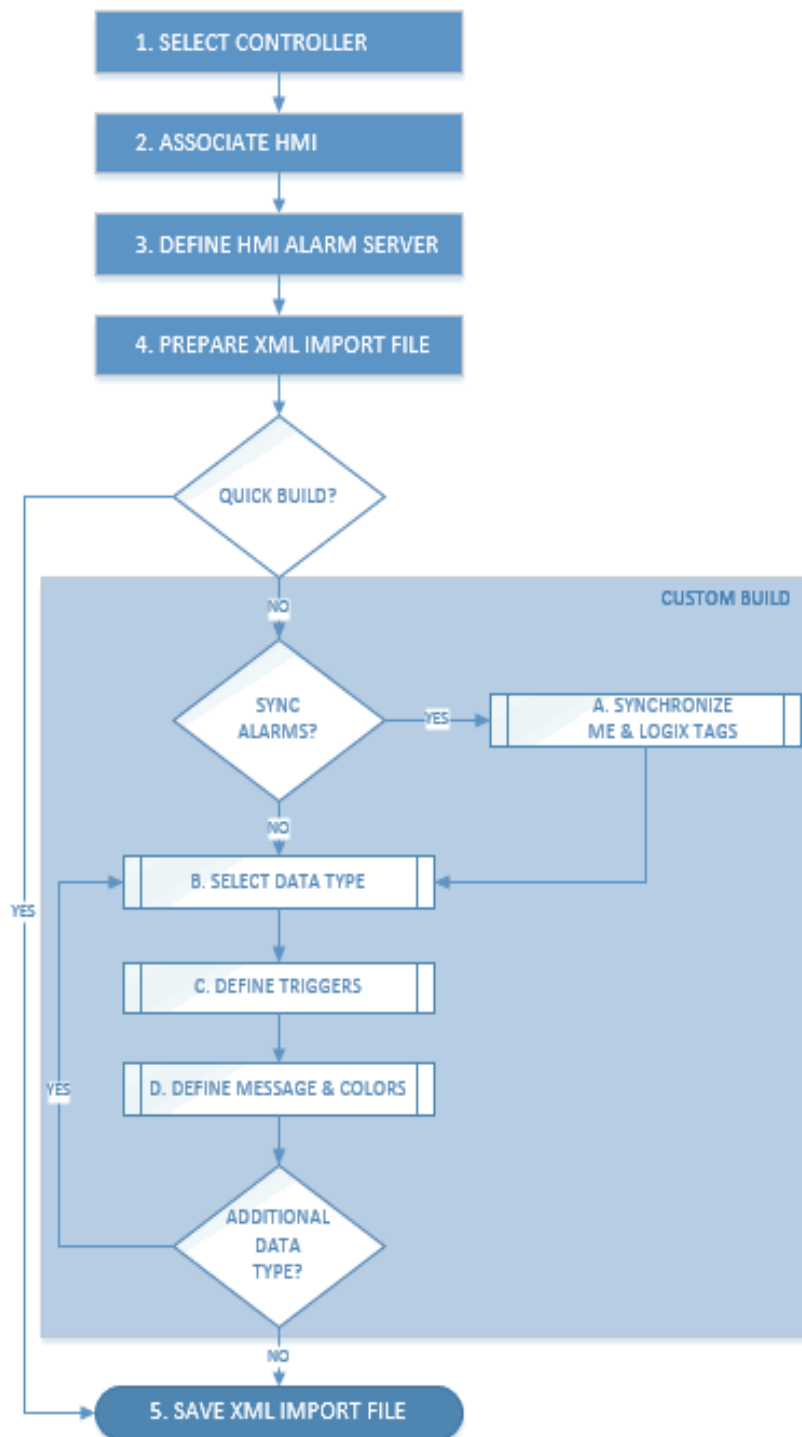 1. SELECT CONTROLLER
2. ASSOCIATE HMI
3. DEFINE HMI ALARM SERVER
4. PREPARE XML IMPORT FILE
QUICK BUILD?
CUSTOM BUILD
NO
SYNC
ALARMS?
YES
A. SYNCHRONIZE
ME & LOGIX TAGS
NO
B. SELECT DATA TYPE
YES
C. DEFINE TRIGGERS
D. DEFINE MESSAGE & COLORS
YES
ADDITIONAL
DATA
TYPE?
NO
5. SAVE XML IMPORT FILE